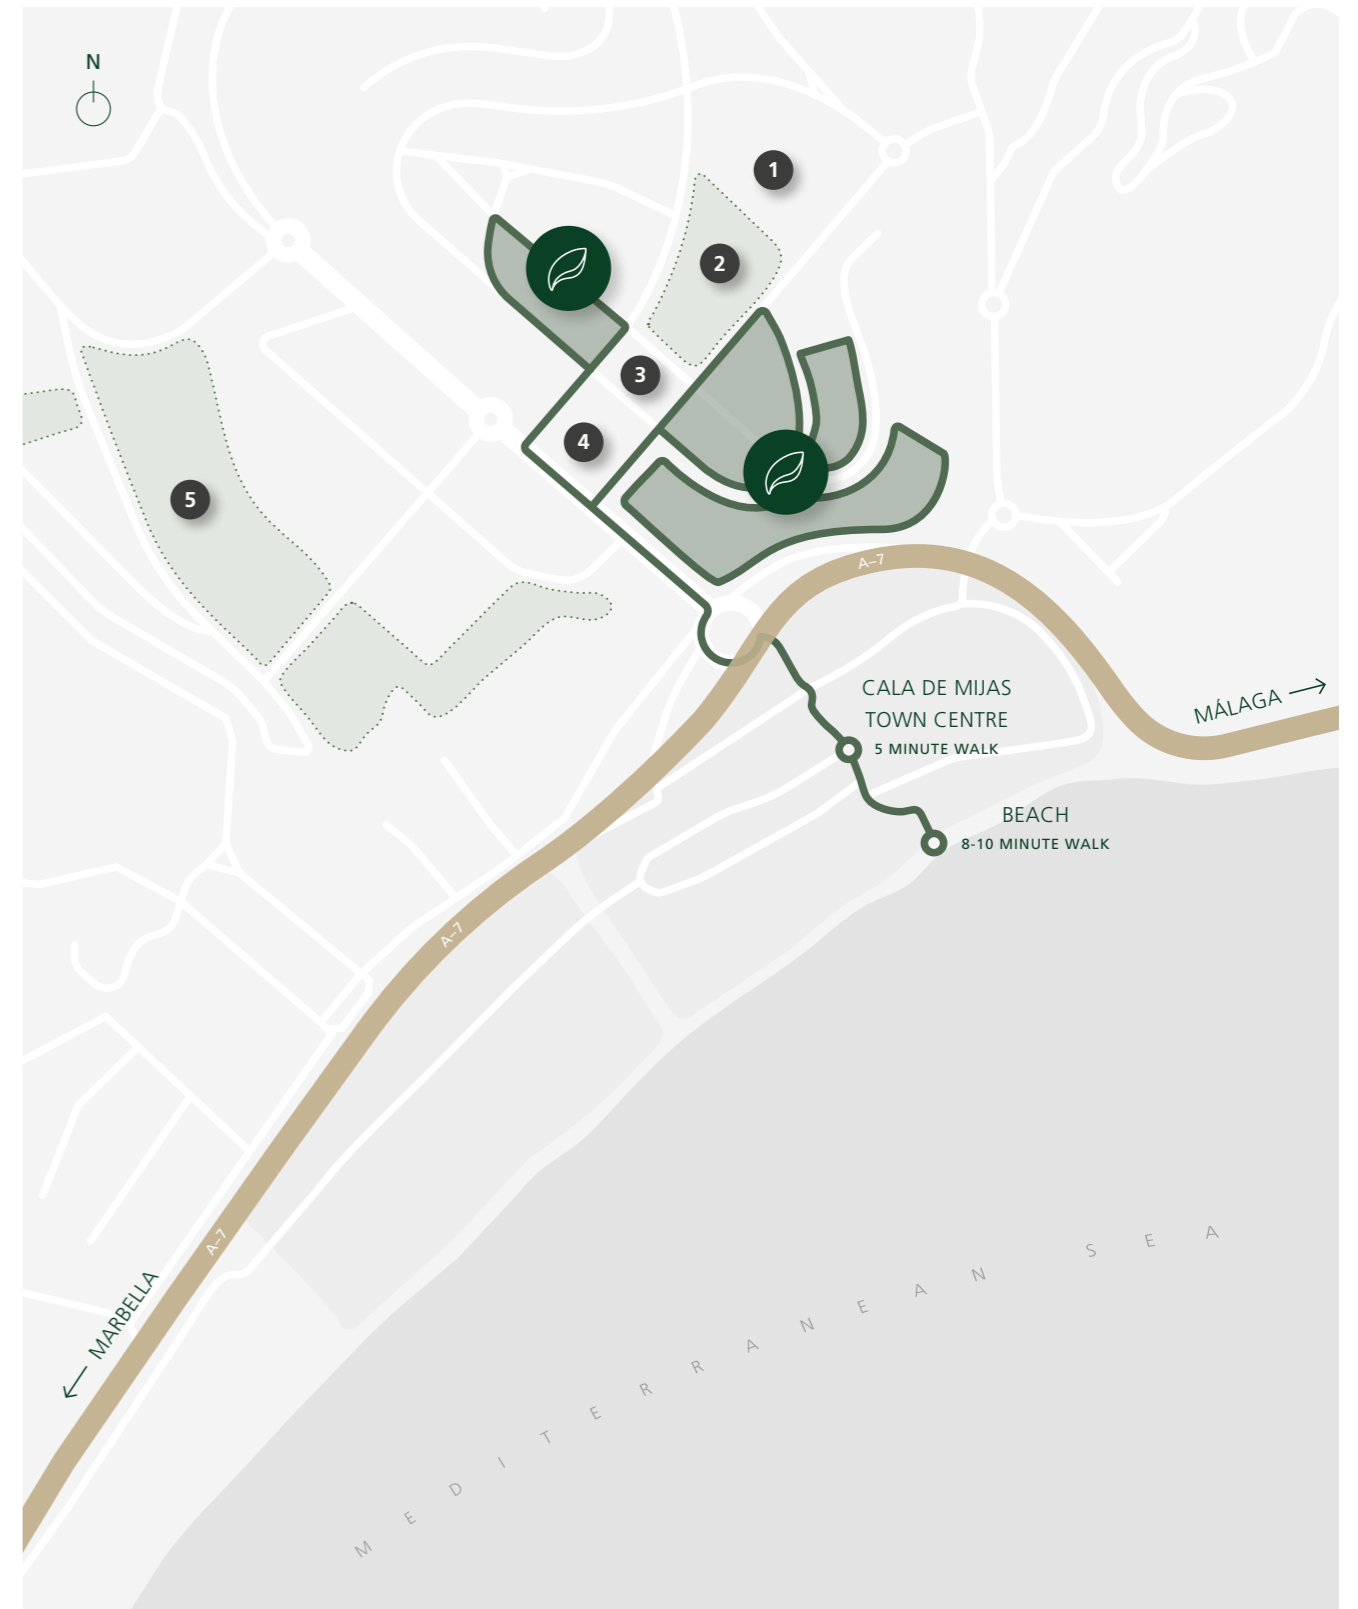 N
1
2
3
4
5
A-7
CALA DE MIJAS
TOWN CENTRE
5 MINUTE WALK
MÁLAGA
BEACH
8-10 MINUTE WALK
A-7
A-7
MARBELLA
MEDITERRANEAN SEA